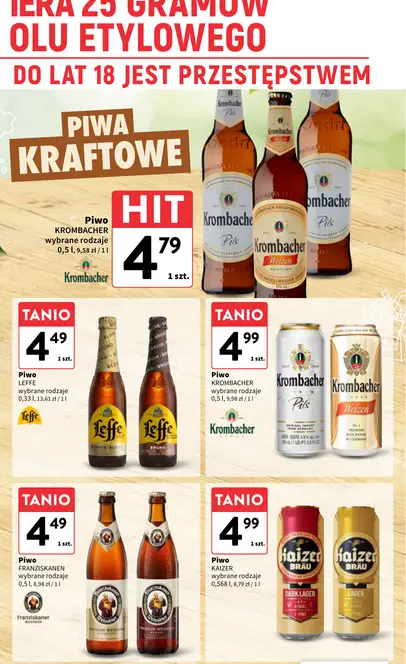 IERA 25 GRAMÓW
OLU ETYLOWEGO
DO LAT 18 JEST PRZESTĘPSTWEM
PIWA
KRAFTOWE
HIT
4 79
1 szt.
Piwo
KROMBACHER
wybrane rodzaje
0,5 l, 9,58 zł / 1 l
Krombacher
Krombacher
Pils
Krombacher
Weizen
Krombacher
Pils
TANIO
4 49
1 szt.
Piwo
LEFFE
wybrane rodzaje
0,33 l, 13,61 zł / 1 l
Leffe
Leffe
Leffe
BRUNE
TANIO
4 99
1 szt.
Piwo
KROMBACHER
wybrane rodzaje
0,5 l, 9,98 zł / 1 l
Krombacher
Krombacher
Pils
Krombacher
Weizen
TANIO
4 49
1 szt.
Piwo
FRANZISKANEN
wybrane rodzaje
0,5 l, 8,98 zł / 1 l
Franziskaner
Franziskaner
Franziskaner
TANIO
4 99
1 szt.
Piwo
KAIZER
wybrane rodzaje
0,568 l, 8,79 zł / 1 l
Kaizer
BRÄU
DARK LAGER
Kaizer
BRÄU
LAGER